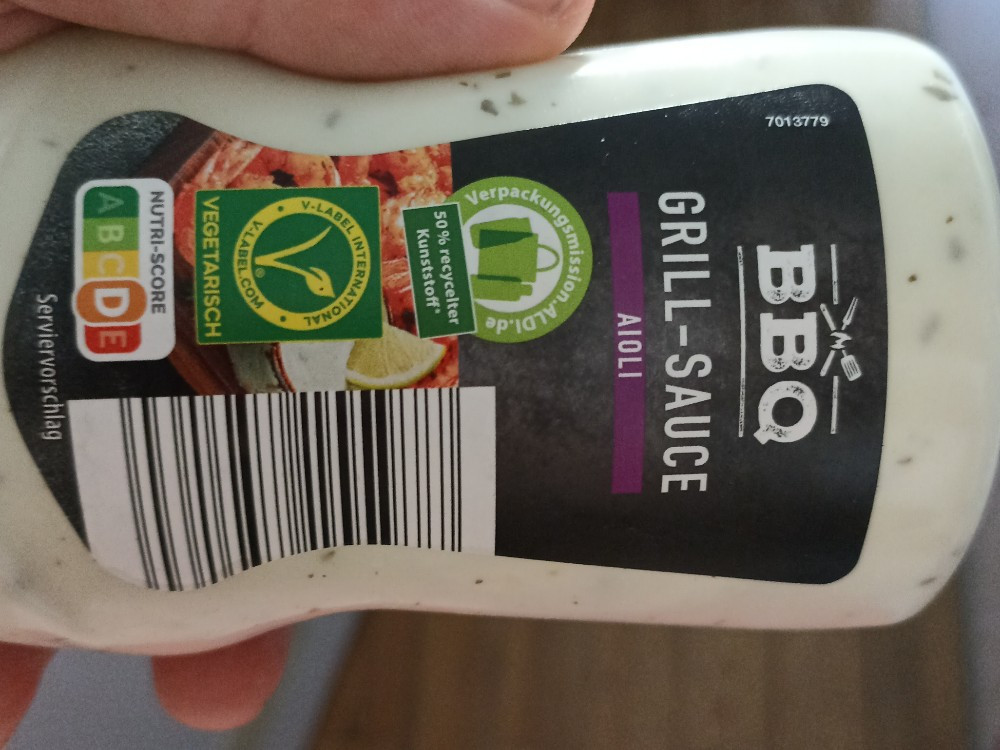 7013779
BBQ
GRILL-SAUCE
AIOLI
Verpackungsmission.ALDI.de
50% recycelter
Kunststoff*
V-LABEL INTERNATIONAL
V-LABEL.COM
®
VEGETARISCH
NUTRI-SCORE
A B C D E
Serviervorschlag